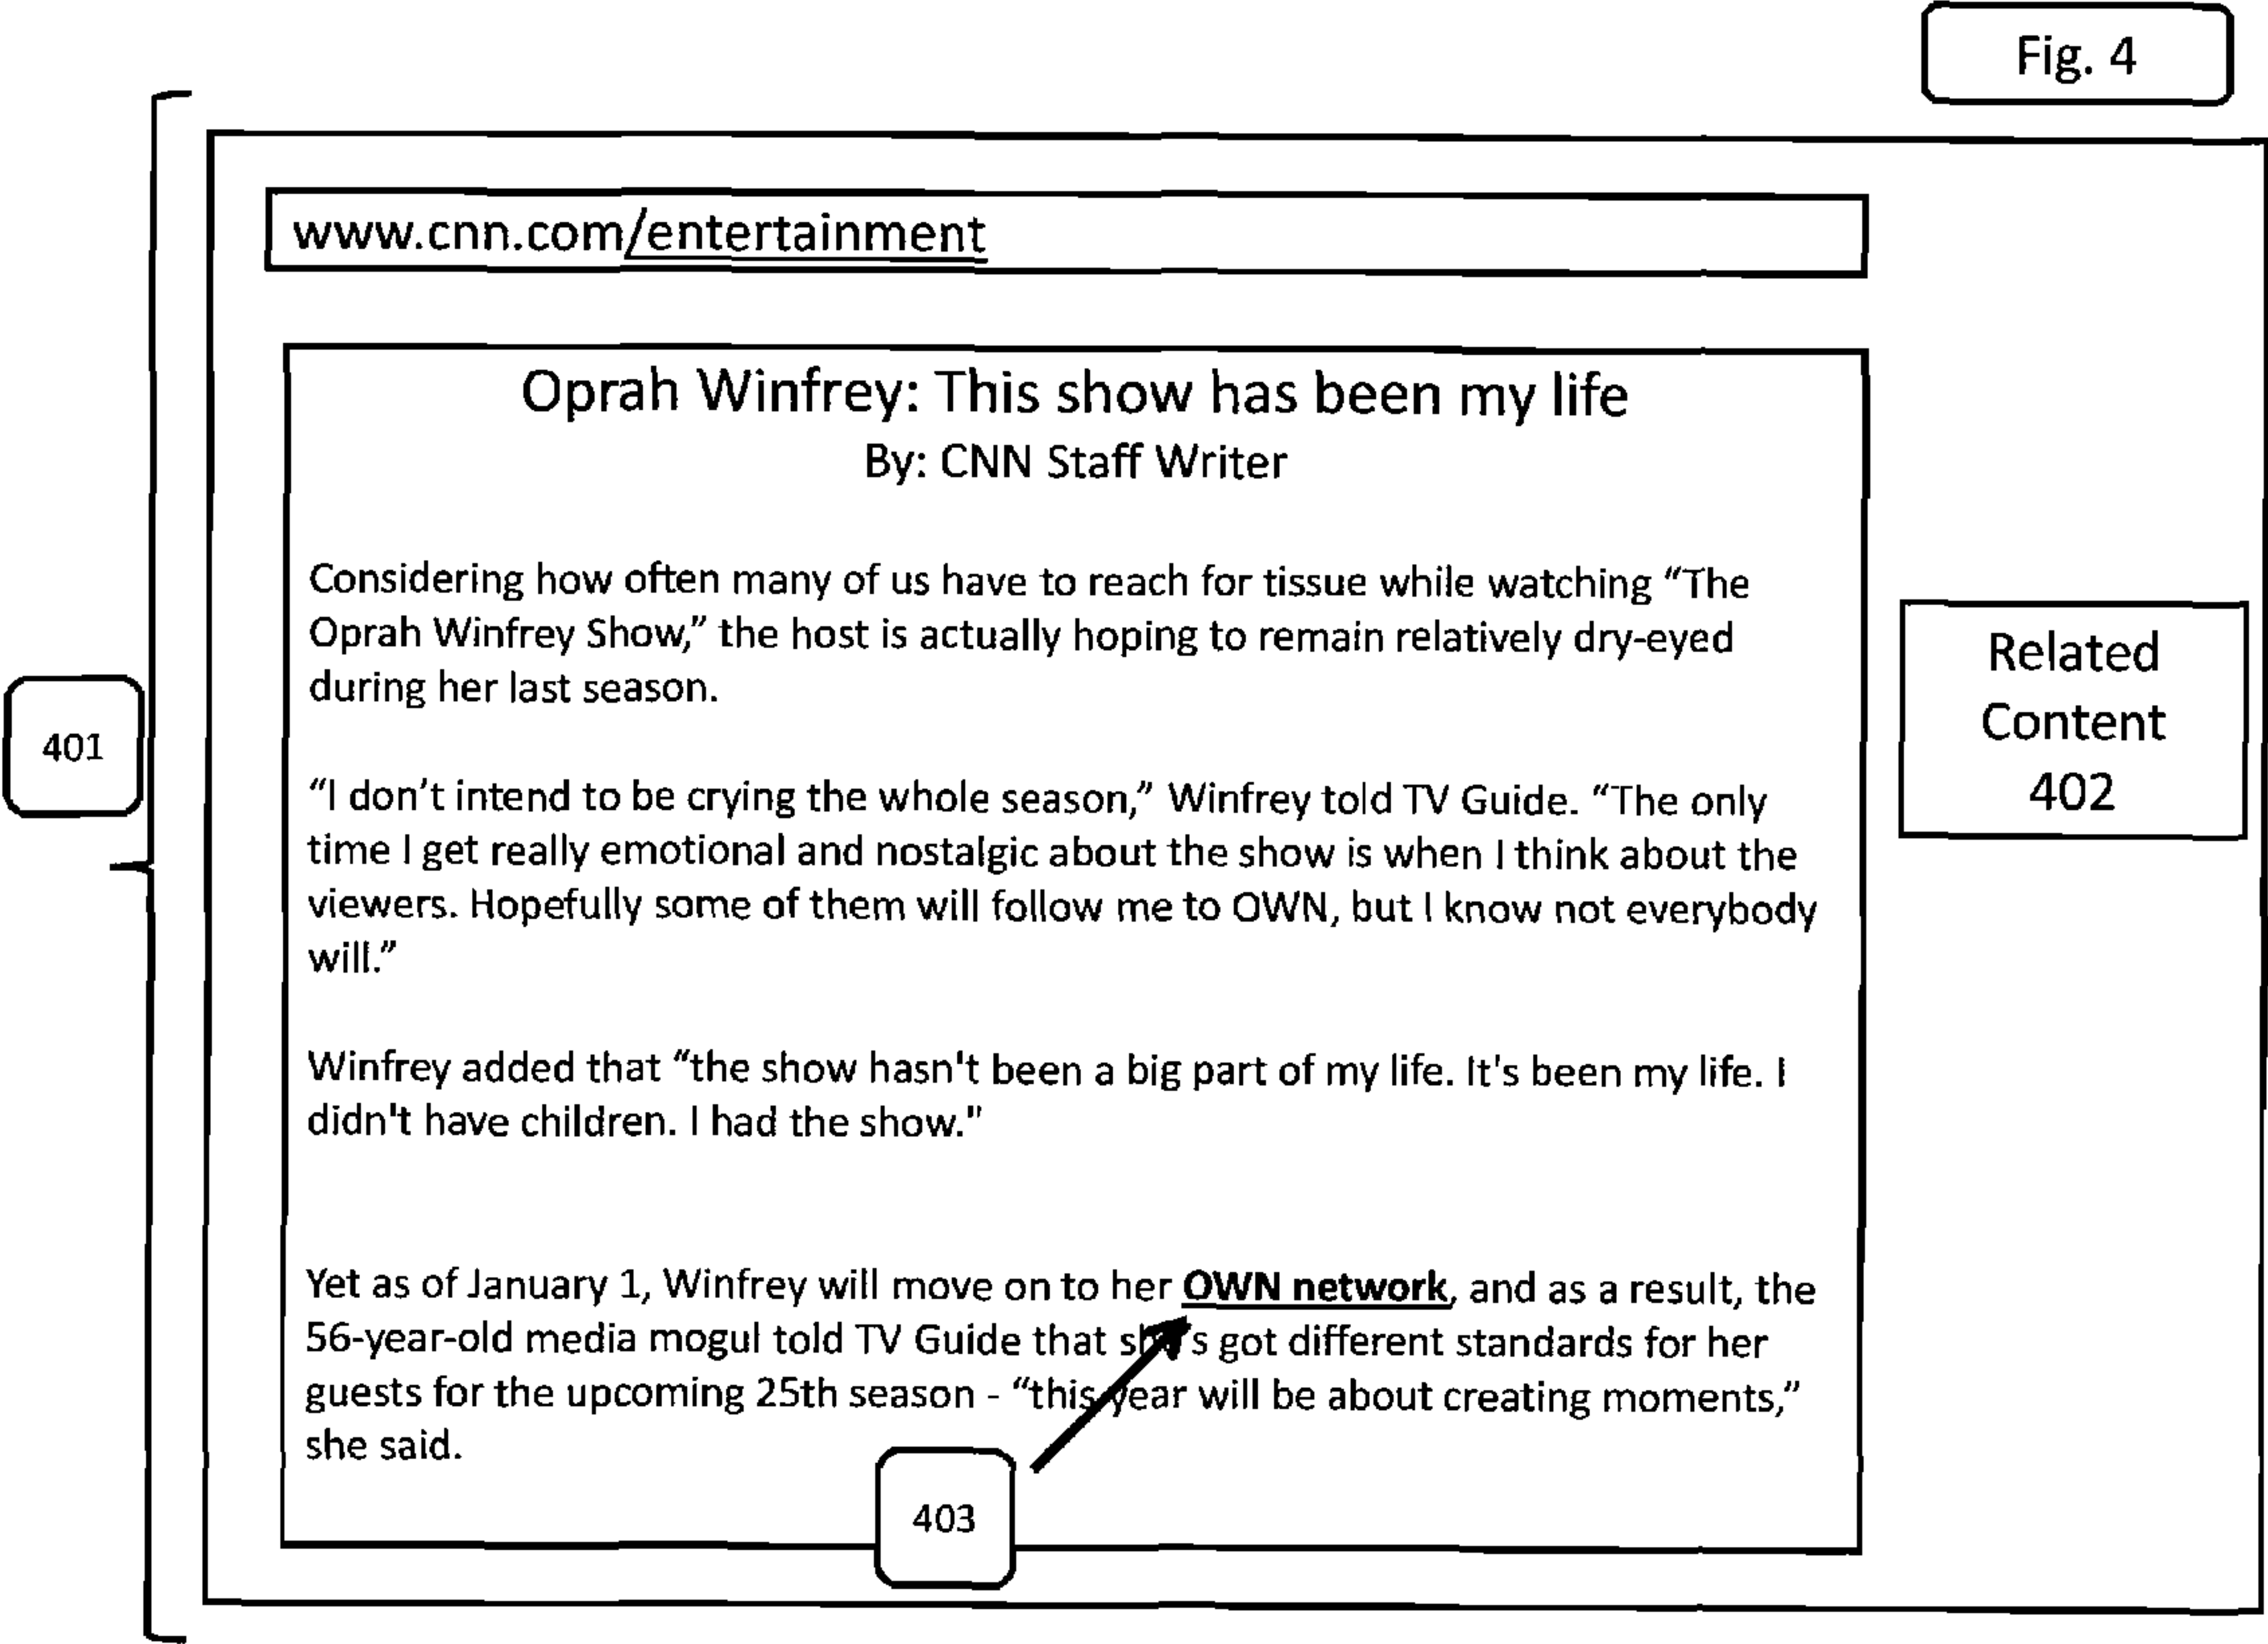 Fig. 4
www.cnn.com/entertainment
Oprah Winfrey: This show has been my life
By: CNN Staff Writer
Considering how often many of us have to reach for tissue while watching “The
Oprah Winfrey Show,” the host is actually hoping to remain relatively dry-eyed
during her last season.
401
Related
Content
402
“I don’t intend to be crying the whole season,” Winfrey told TV Guide. “The only
time I get really emotional and nostalgic about the show is when I think about the
viewers. Hopefully some of them will follow me to OWN, but I know not everybody
will.”
Winfrey added that “the show hasn't been a big part of my life. It's been my life. I
didn't have children. I had the show."
Yet as of January 1, Winfrey will move on to her OWN network, and as a result, the
56-year-old media mogul told TV Guide that got different standards for her
guests for the upcoming 25th season - “this year will be about creating moments,”
she said.
403